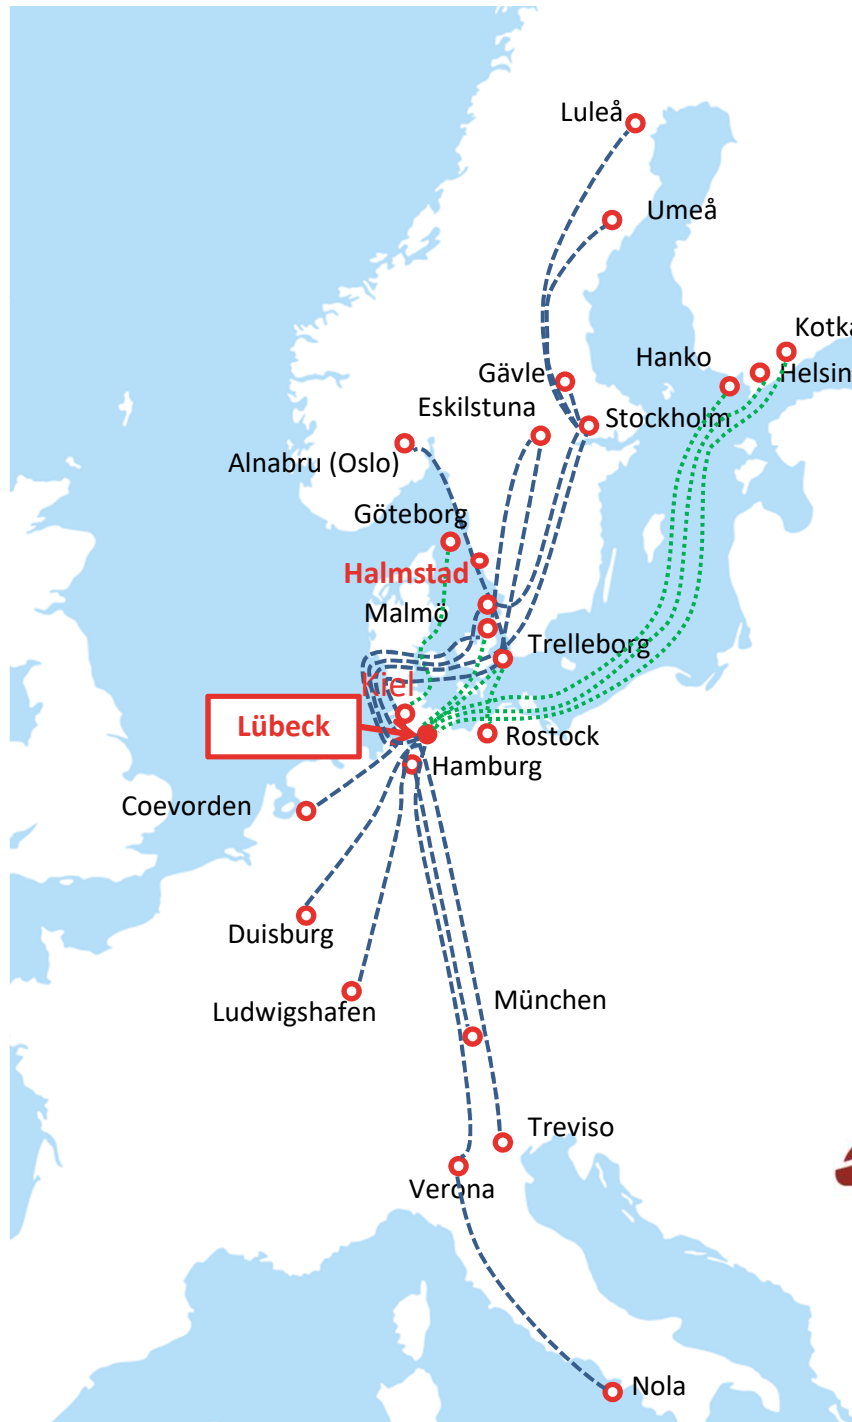 Luleå
Umeå
Kotka
Hanko
Helsin
Gävle
Eskilstuna
Stockholm
Alnabru (Oslo)
Göteborg
Halmstad
Malmö
Trelleborg
Kiel
Lübeck
Rostock
Hamburg
Coevorden
Duisburg
München
Ludwigshafen
Treviso
Verona
Nola